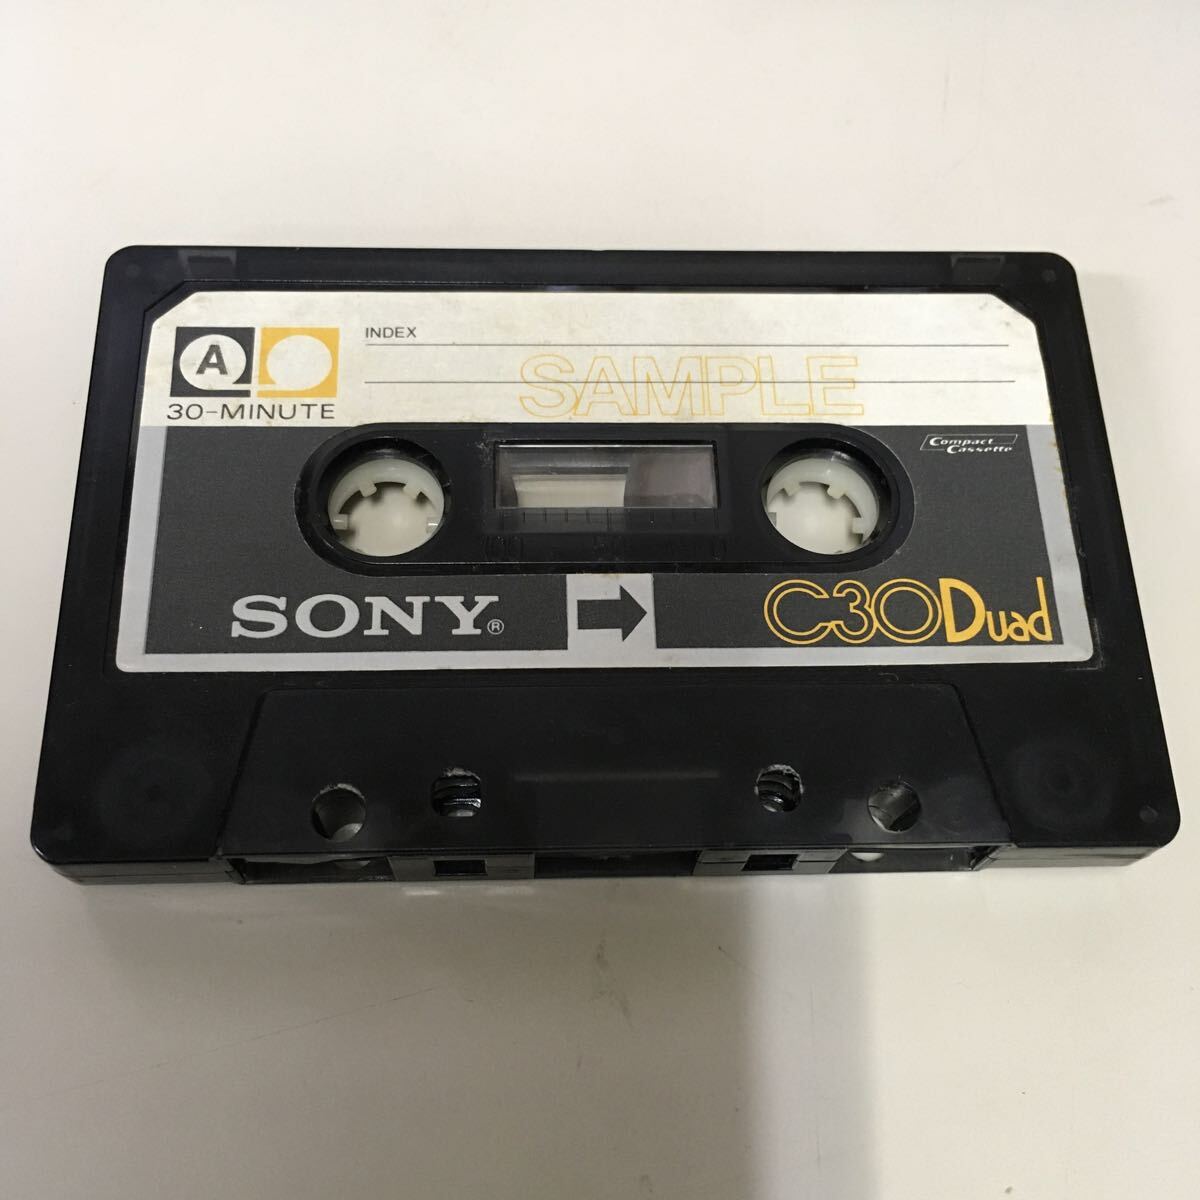 A
30-MINUTE
INDEX
SAMPLE
Compact
Cassette
SONY®
C30Duad